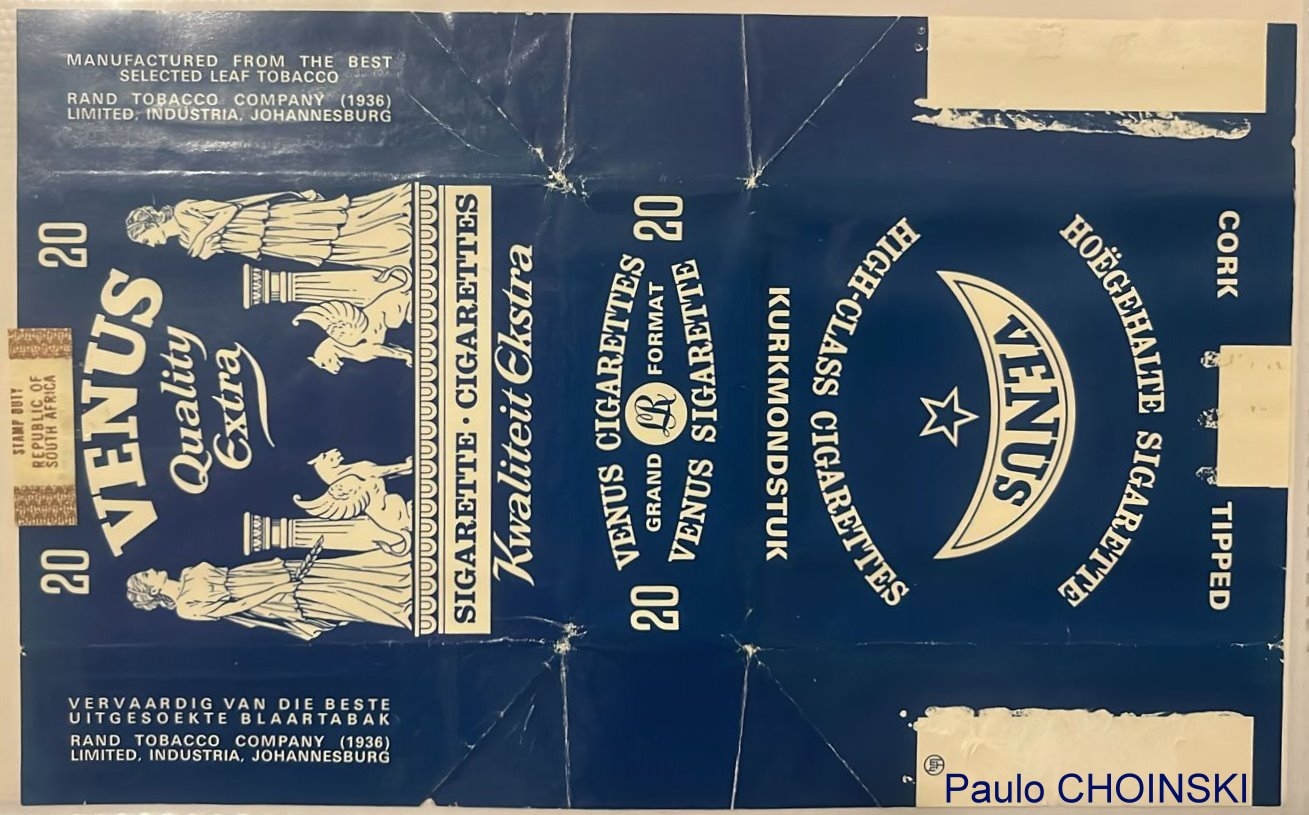 MANUFACTURED FROM THE BEST
SELECTED LEAF TOBACCO
RAND TOBACCO COMPANY (1936)
LIMITED, INDUSTRIA, JOHANNESBURG
20
VENUS
Quality
Extra
20
SIGARETTE · CIGARETTES
Kwaliteit Ekstra
STAMP DUTY
REPUBLIC OF
SOUTH AFRICA
VERVAARDIG VAN DIE BESTE
UITGESOEKTE BLAARTABAK
RAND TOBACCO COMPANY (1936)
LIMITED, INDUSTRIA, JOHANNESBURG
20
VENUS CIGARETTES
GRAND LR FORMAT
VENUS SIGARETTE
20
KURKMONDSTUK
HIGH-CLASS CIGARETTES
VENUS
HOËGEHALTE SIGARETTE
CORK TIPPED
Paulo CHOINSKI